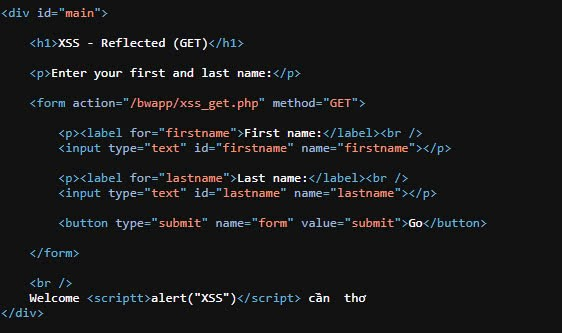 <div id="main">
<h1>XSS - Reflected (GET)</h1>
<p>Enter your first and last name:</p>
<form action="/bwapp/xss_get.php" method="GET">
<p><label for="firstname">First name:</label><br />
<input type="text" id="firstname" name="firstname"></p>
<p><label for="lastname">Last name:</label><br />
<input type="text" id="lastname" name="lastname"></p>
<button type="submit" name="form" value="submit">Go</button>
</form>
<br />
Welcome <scriptt>alert("XSS")</script> cần  thơ
</div>